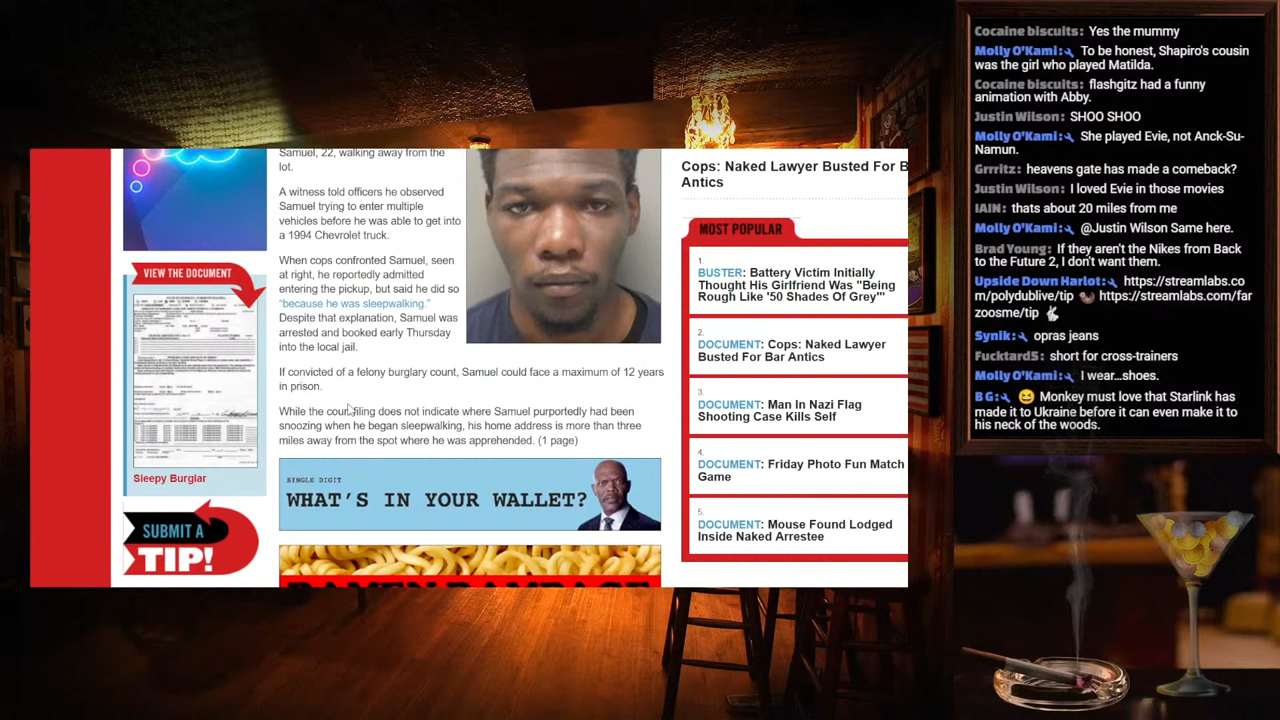 Samuel, 22, walking away from the
lot.
A witness told officers he observed
Samuel trying to enter multiple
vehicles before he was able to get into
a 1994 Chevrolet truck.
When cops confronted Samuel, seen
at right, he reportedly admitted
entering the pickup, but said he did so
“because he was sleepwalking.”
Despite that explanation, Samuel was
arrested and booked early Thursday
into the local jail.
If convicted of a felony burglary count, Samuel could face a maximum of 12 years
in prison.
While the court filing does not indicate where Samuel purportedly had been
snoozing when he began sleepwalking, his home address is more than three
miles away from the spot where he was apprehended. (1 page)
VIEW THE DOCUMENT
Sleepy Burglar
SUBMIT A
TIP!
SINGLE DIGIT
WHAT'S IN YOUR WALLET?
RAMEN RAMPAGE
Cops: Naked Lawyer Busted For B
Antics
MOST POPULAR
1.
BUSTER: Battery Victim Initially
Thought His Girlfriend Was "Being
Rough Like '50 Shades Of Grey'"
2.
DOCUMENT: Cops: Naked Lawyer
Busted For Bar Antics
3.
DOCUMENT: Man In Nazi Flag
Shooting Case Kills Self
4.
DOCUMENT: Friday Photo Fun Match
Game
5.
DOCUMENT: Mouse Found Lodged
Inside Naked Arrestee
Cocaine biscuits: Yes the mummy
Molly O'Kami: To be honest, Shapiro's cousin
was the girl who played Matilda.
Cocaine biscuits: flashgitz had a funny
animation with Abby.
Justin Wilson: SHOO SHOO
Molly O'Kami: She played Evie, not Anck-Su-
Namun.
Grrritz: heavens gate has made a comeback?
Justin Wilson: I loved Evie in those movies
IAIN: thats about 20 miles from me
Molly O'Kami: @Justin Wilson Same here.
Brad Young: If they aren't the Nikes from Back
to the Future 2, I don't want them.
Upside Down Harlot: https://streamlabs.co
m/polydubtive/tip https://streamlabs.com/far
zoosme/tip
Synik: opras jeans
Fucktard5: short for cross-trainers
Molly O'Kami: I wear...shoes.
BG: Monkey must love that Starlink has
made it to Ukraine before it can even make it to
his neck of the woods.